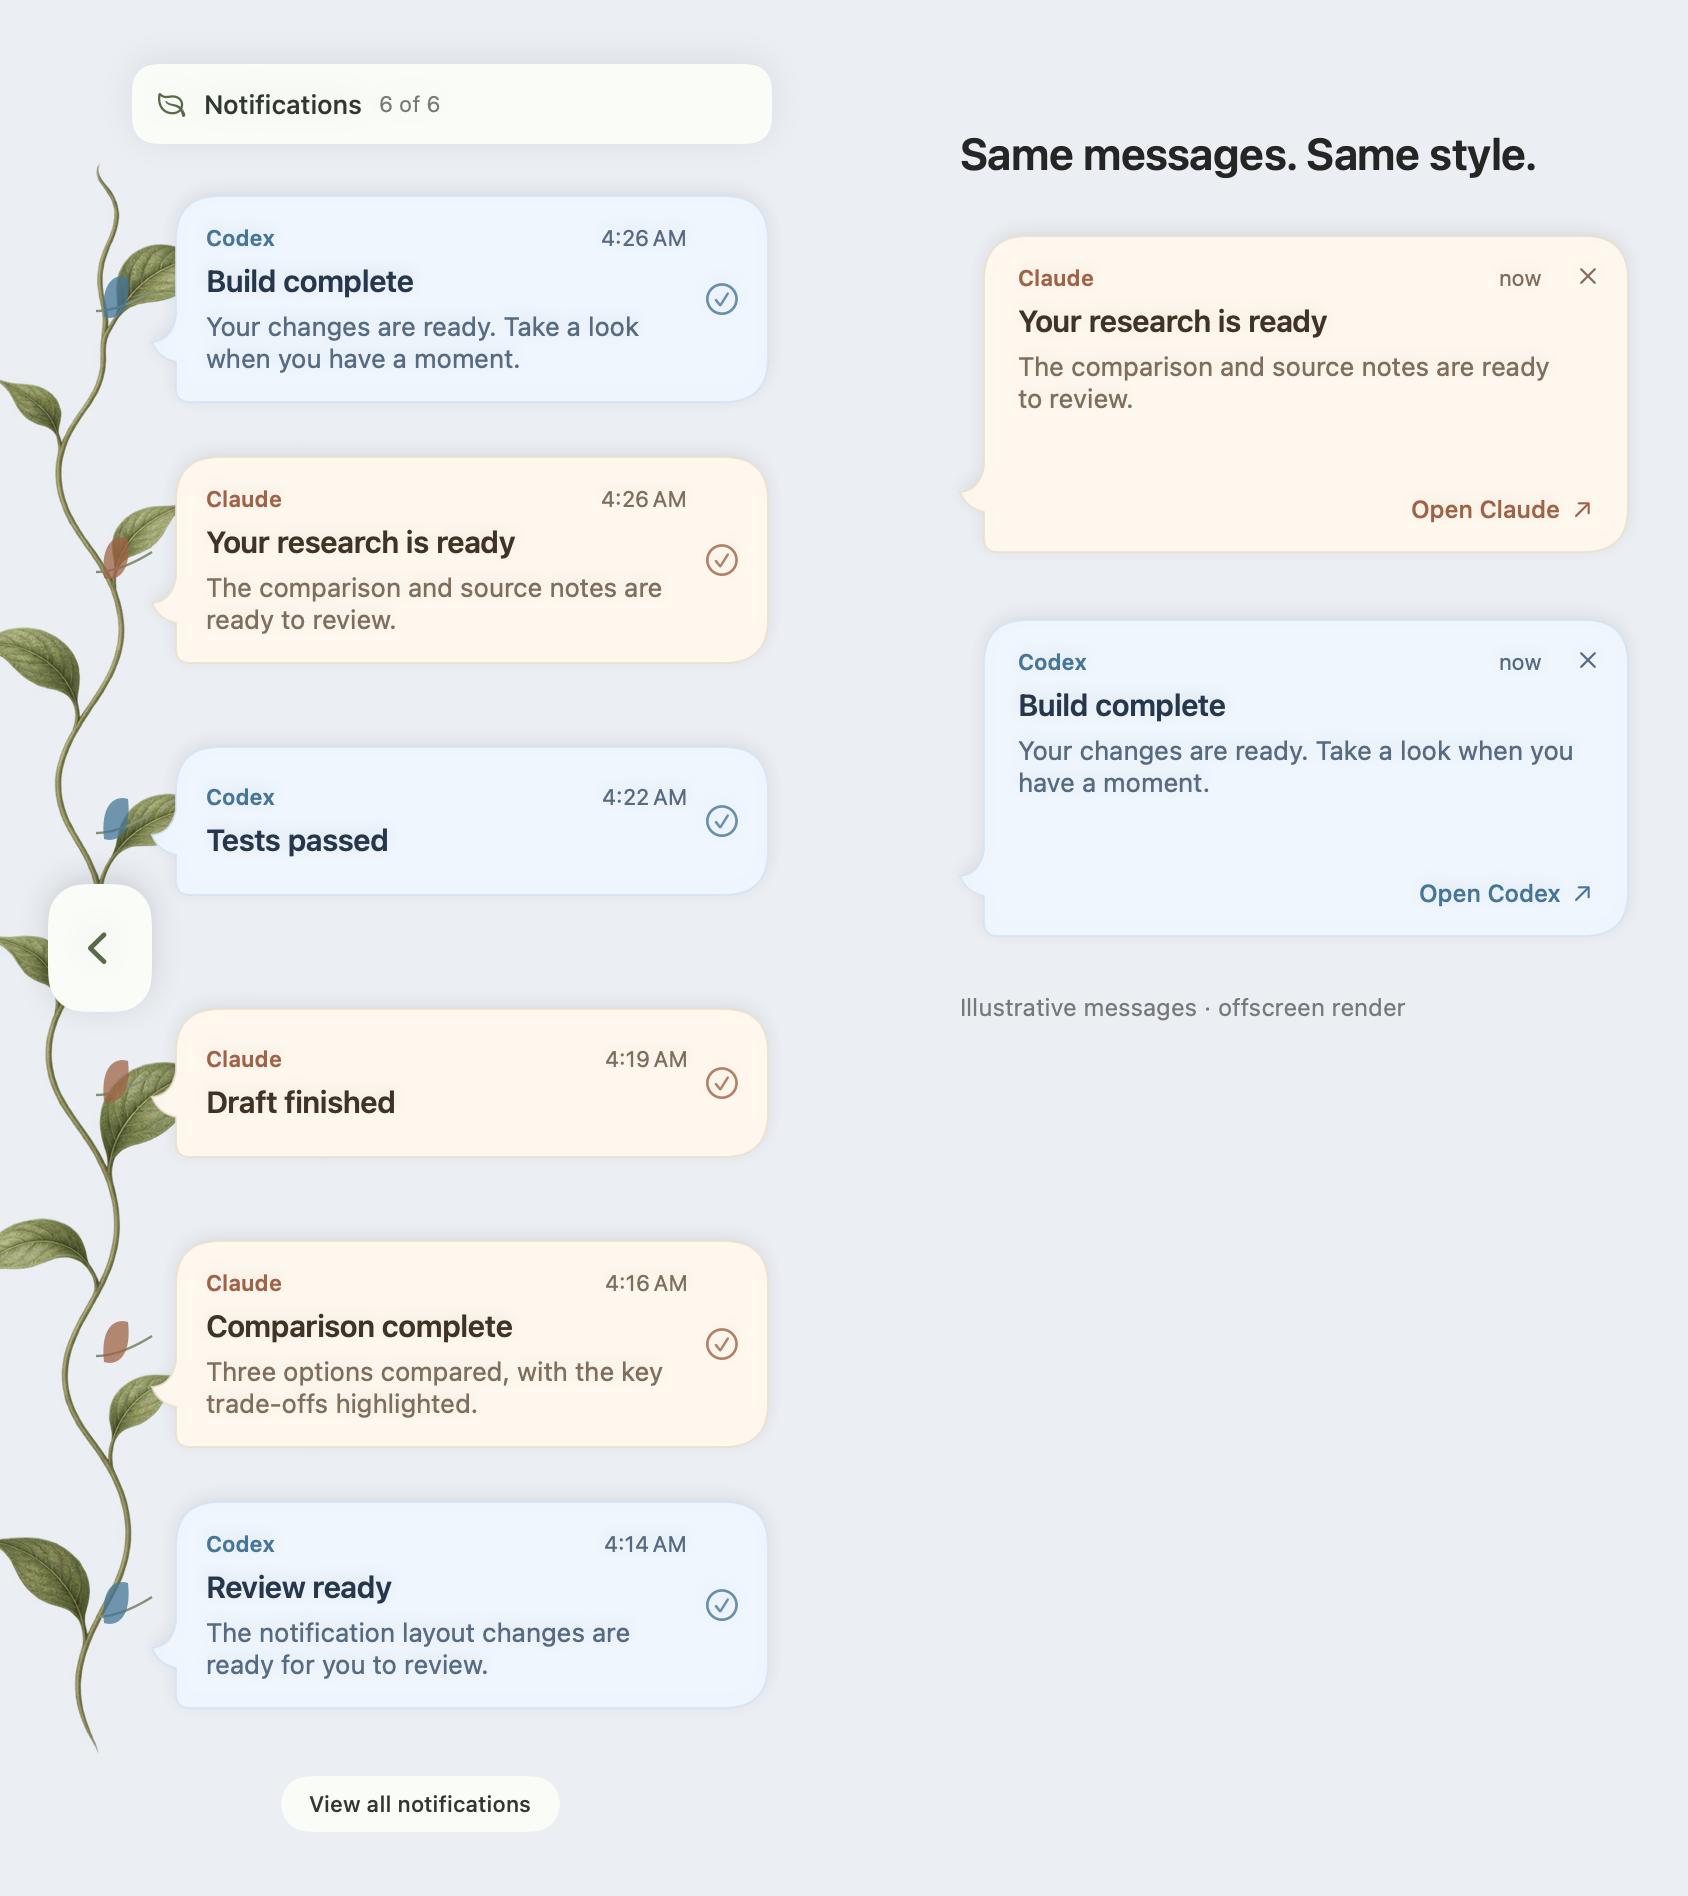 Notifications 6 of 6
Codex 4:26 AM
Build complete
Your changes are ready. Take a look
when you have a moment.
Claude 4:26 AM
Your research is ready
The comparison and source notes are
ready to review.
Codex 4:22 AM
Tests passed
Claude 4:19 AM
Draft finished
Claude 4:16 AM
Comparison complete
Three options compared, with the key
trade-offs highlighted.
Codex 4:14 AM
Review ready
The notification layout changes are
ready for you to review.
View all notifications
Same messages. Same style.
Claude now
Your research is ready
The comparison and source notes are ready
to review.
Open Claude
Codex now
Build complete
Your changes are ready. Take a look when you
have a moment.
Open Codex
Illustrative messages · offscreen render